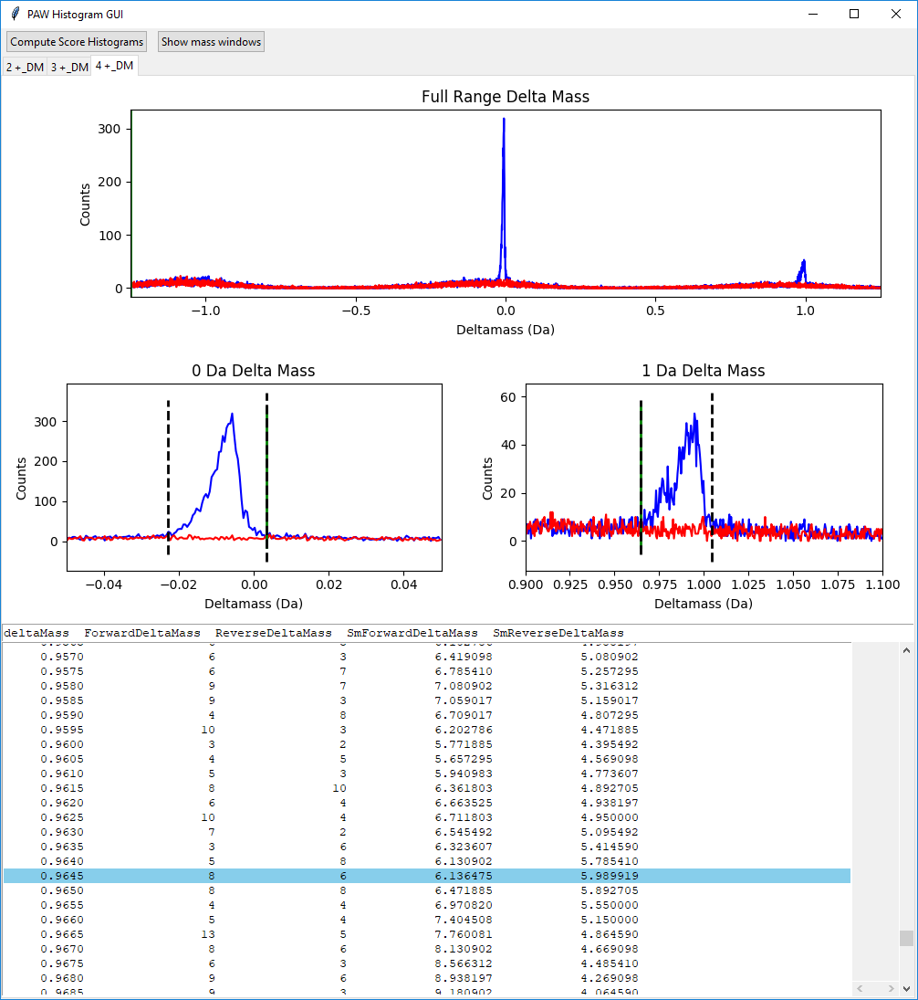 PAW Histogram GUI
Compute Score Histograms Show mass windows
2 +_DM 3 +_DM 4 +_DM
Full Range Delta Mass
300
200
100
0
Counts
−1.0 −0.5 0.0 0.5 1.0
Deltamass (Da)
0 Da Delta Mass
300
200
100
0
Counts
−0.04 −0.02 0.00 0.02 0.04
Deltamass (Da)
1 Da Delta Mass
60
40
20
0
Counts
0.900 0.925 0.950 0.975 1.000 1.025 1.050 1.075 1.100
Deltamass (Da)
deltaMass ForwardDeltaMass ReverseDeltaMass SmForwardDeltaMass SmReverseDeltaMass
0.9570 6 3 6.419098 5.080902
0.9575 6 7 6.785410 5.257295
0.9580 9 7 7.080902 5.316312
0.9585 9 3 7.059017 5.159017
0.9590 4 8 6.709017 4.807295
0.9595 10 3 6.202786 4.471885
0.9600 3 2 5.771885 4.395492
0.9605 4 5 5.657295 4.569098
0.9610 5 3 5.940983 4.773607
0.9615 8 10 6.361803 4.892705
0.9620 6 4 6.663525 4.938197
0.9625 10 4 6.711803 4.950000
0.9630 7 2 6.545492 5.095492
0.9635 3 6 6.323607 5.414590
0.9640 5 8 6.130902 5.785410
0.9645 8 6 6.136475 5.989919
0.9650 8 8 6.471885 5.892705
0.9655 4 4 6.970820 5.550000
0.9660 5 4 7.404508 5.150000
0.9665 13 5 7.760081 4.864590
0.9670 8 6 8.130902 4.669098
0.9675 6 3 8.566312 4.485410
0.9680 9 6 8.938197 4.269098
0.9685 9 3 9.180902 4.064590